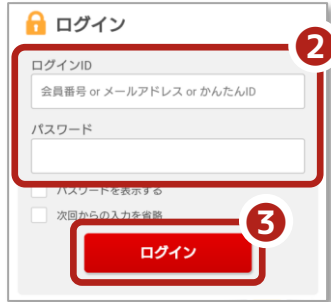 ログイン
2
ログインID
会員番号 or メールアドレス or かんたんID
パスワード
パスワードを表示する
次回からの入力を省略
3
ログイン